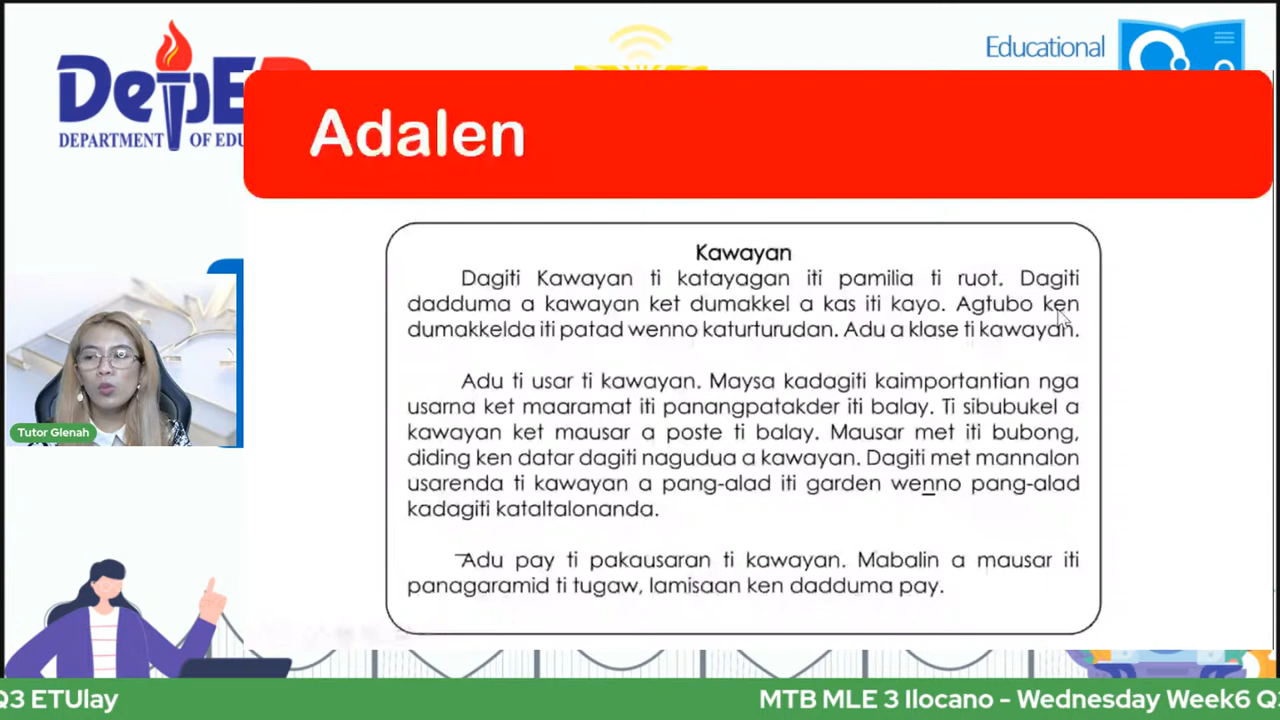 DepED
DEPARTMENT OF EDU
Educational
Adalen
Kawayan
Dagiti Kawayan ti katayagan iti pamilia ti ruot. Dagiti
dadduma a kawayan ket dumakkel a kas iti kayo. Agtubo ken
dumakkelda iti patad wenno katurturudan. Adu a klase ti kawayan.
Adu ti usar ti kawayan. Maysa kadagiti kaimportantian nga
usarna ket maaramat iti panangpatakder iti balay. Ti sibubukel a
kawayan ket mausar a poste ti balay. Mausar met iti bubong,
diding ken datar dagiti nagudua a kawayan. Dagiti met mannalon
usarenda ti kawayan a pang-alad iti garden wenno pang-alad
kadagiti kataltalonanda.
Adu pay ti pakausaran ti kawayan. Mabalin a mausar iti
panagaramid ti tugaw, lamisaan ken dadduma pay.
Tutor Glenah
Q3 ETUlay
MTB MLE 3 Ilocano - Wednesday Week6 Q3